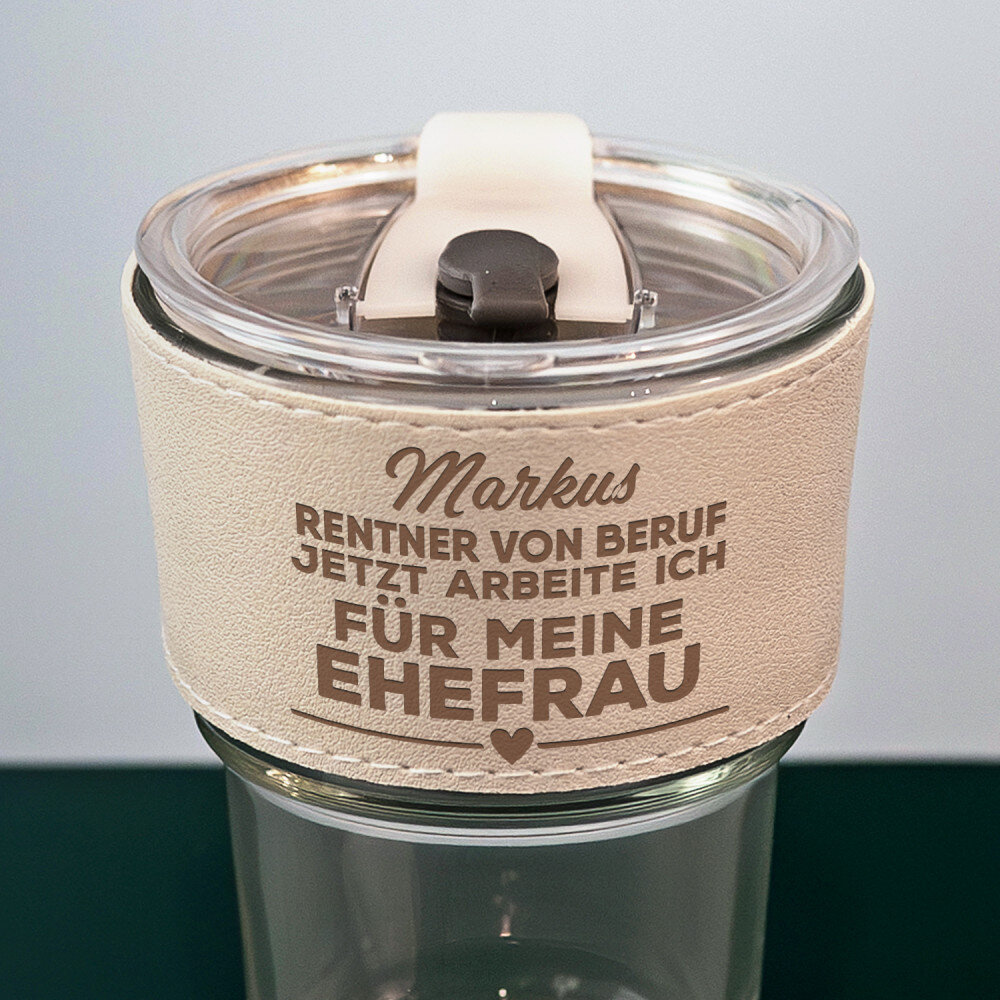 Markus
RENTNER VON BERUF
JETZT ARBEITE ICH
FÜR MEINE
EHEFRAU